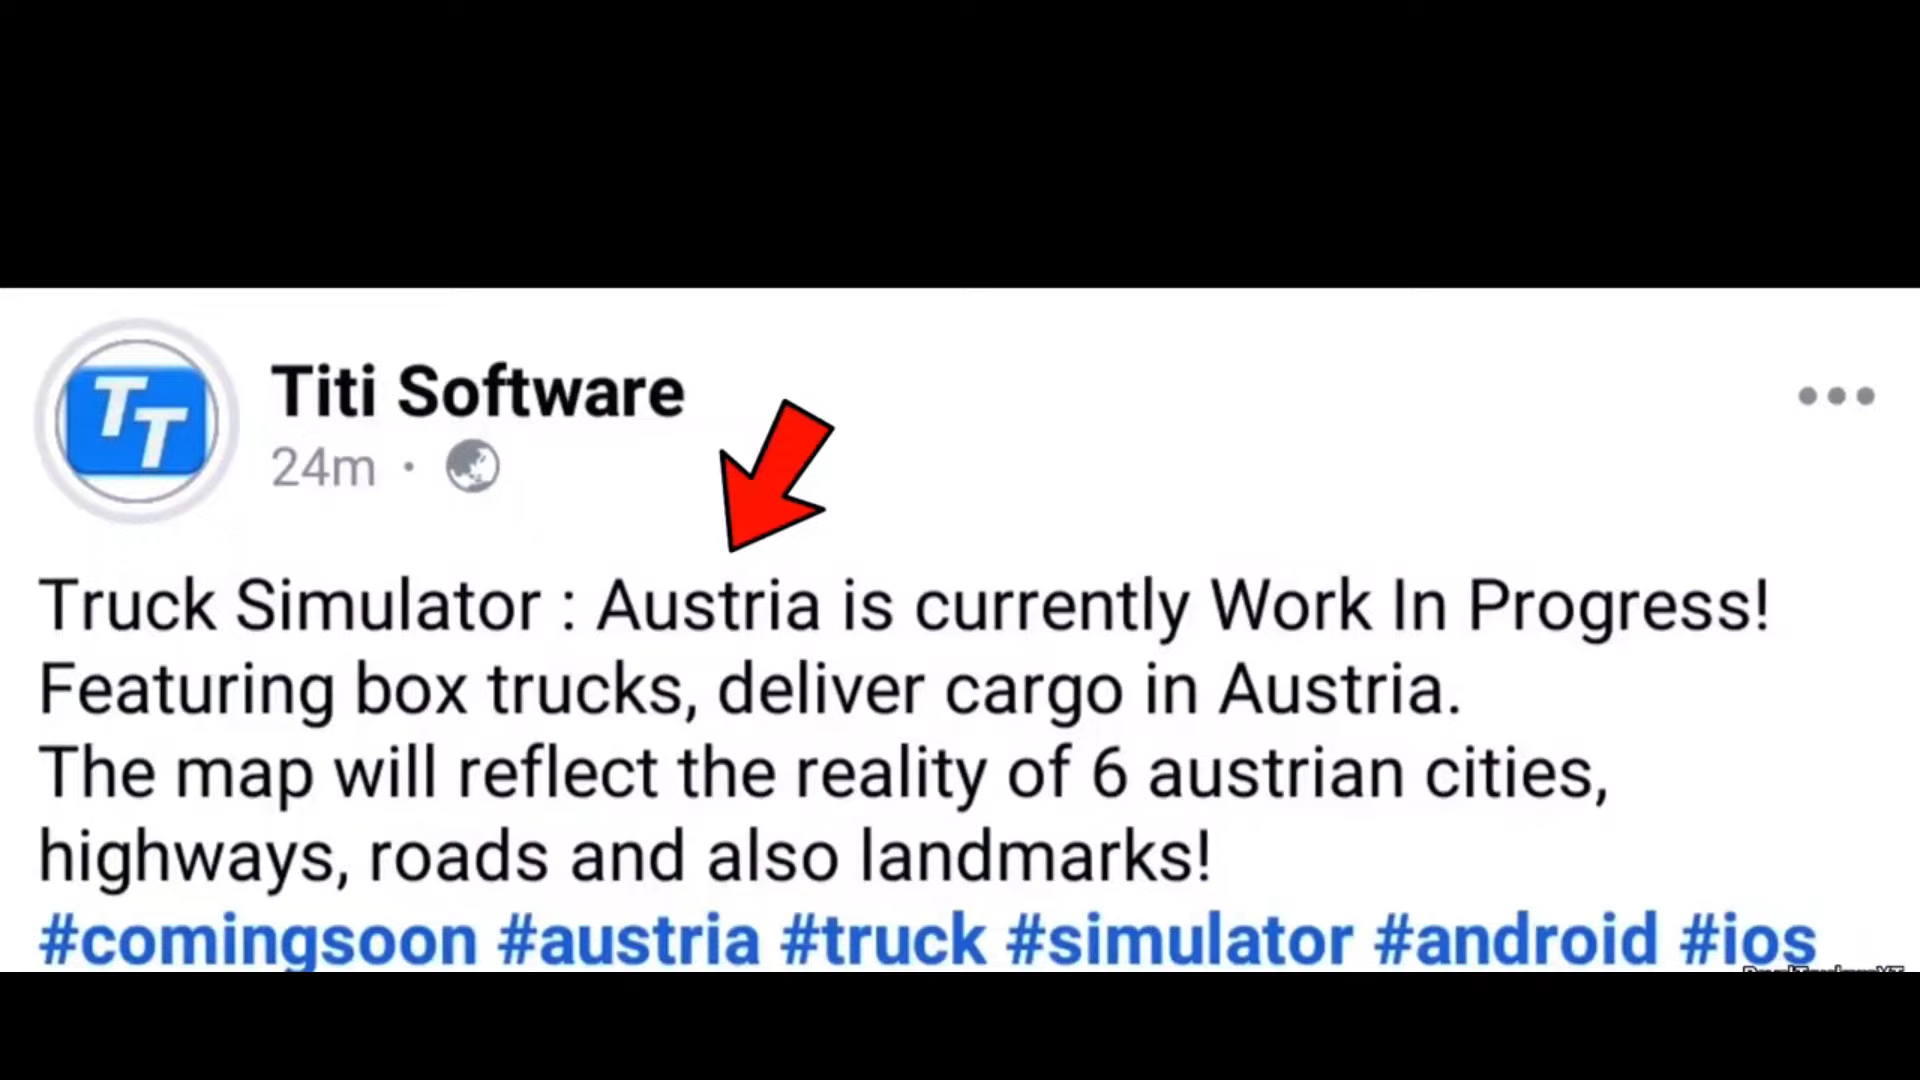 TT
Titi Software
24m ·
Truck Simulator : Austria is currently Work In Progress!
Featuring box trucks, deliver cargo in Austria.
The map will reflect the reality of 6 austrian cities,
highways, roads and also landmarks!
#comingsoon #austria #truck #simulator #android #ios